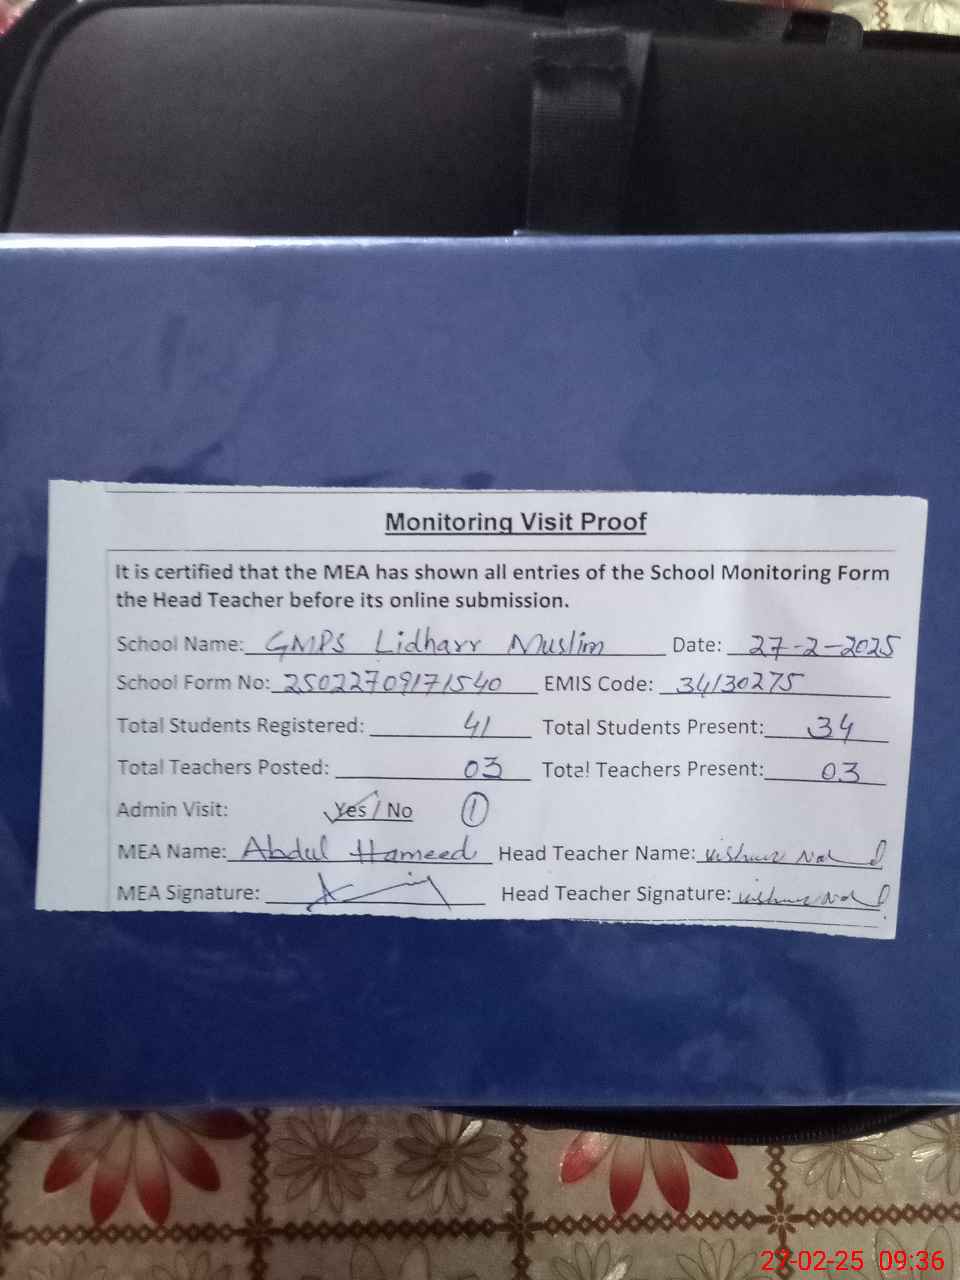 Monitoring Visit Proof
It is certified that the MEA has shown all entries of the School Monitoring Form
the Head Teacher before its online submission.
School Name: GMPS Lidharr Muslim Date: 27-2-2025
School Form No: 25022709171540 EMIS Code: 34130275
Total Students Registered: 41 Total Students Present: 34
Total Teachers Posted: 03 Total Teachers Present: 03
Admin Visit: Yes / No 1
MEA Name: Abdul Hameed Head Teacher Name:
MEA Signature: Head Teacher Signature:
27-02-25 09:36